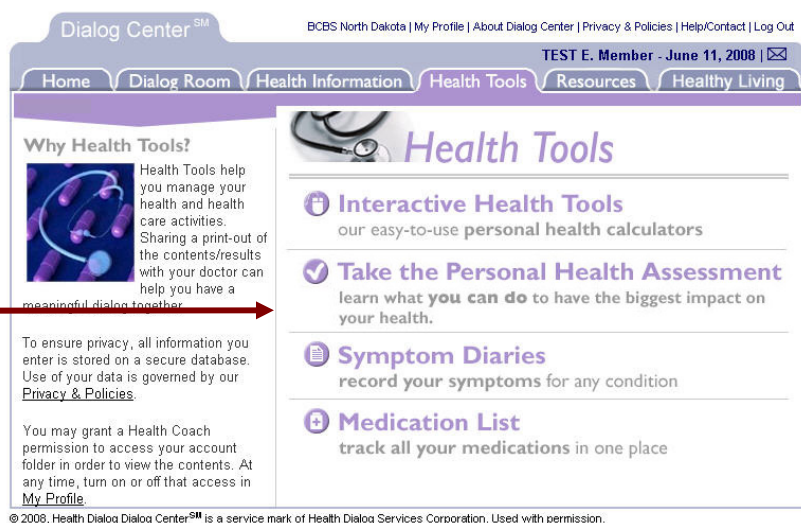 Dialog Center SM
BCBS North Dakota | My Profile | About Dialog Center | Privacy & Policies | Help/Contact | Log Out
TEST E. Member - June 11, 2008 |
Home Dialog Room Health Information Health Tools Resources Healthy Living
Why Health Tools?
Health Tools help
you manage your
health and health
care activities.
Sharing a print-out of
the contents/results
with your doctor can
help you have a
meaningful dialog together.
To ensure privacy, all information you
enter is stored on a secure database.
Use of your data is governed by our
Privacy & Policies.
You may grant a Health Coach
permission to access your account
folder in order to view the contents. At
any time, turn on or off that access in
My Profile.
Health Tools
Interactive Health Tools
our easy-to-use personal health calculators
Take the Personal Health Assessment
learn what you can do to have the biggest impact on
your health.
Symptom Diaries
record your symptoms for any condition
Medication List
track all your medications in one place
© 2008, Health Dialog Dialog Center SM is a service mark of Health Dialog Services Corporation. Used with permission.